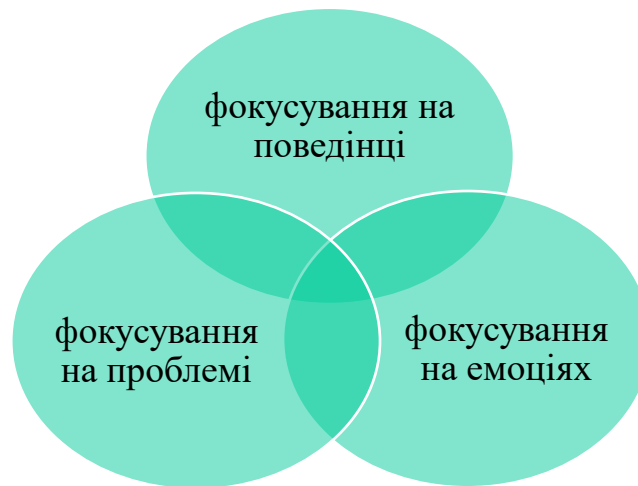 фокусування на
поведінці
фокусування
на проблемі
фокусування
на емоціях